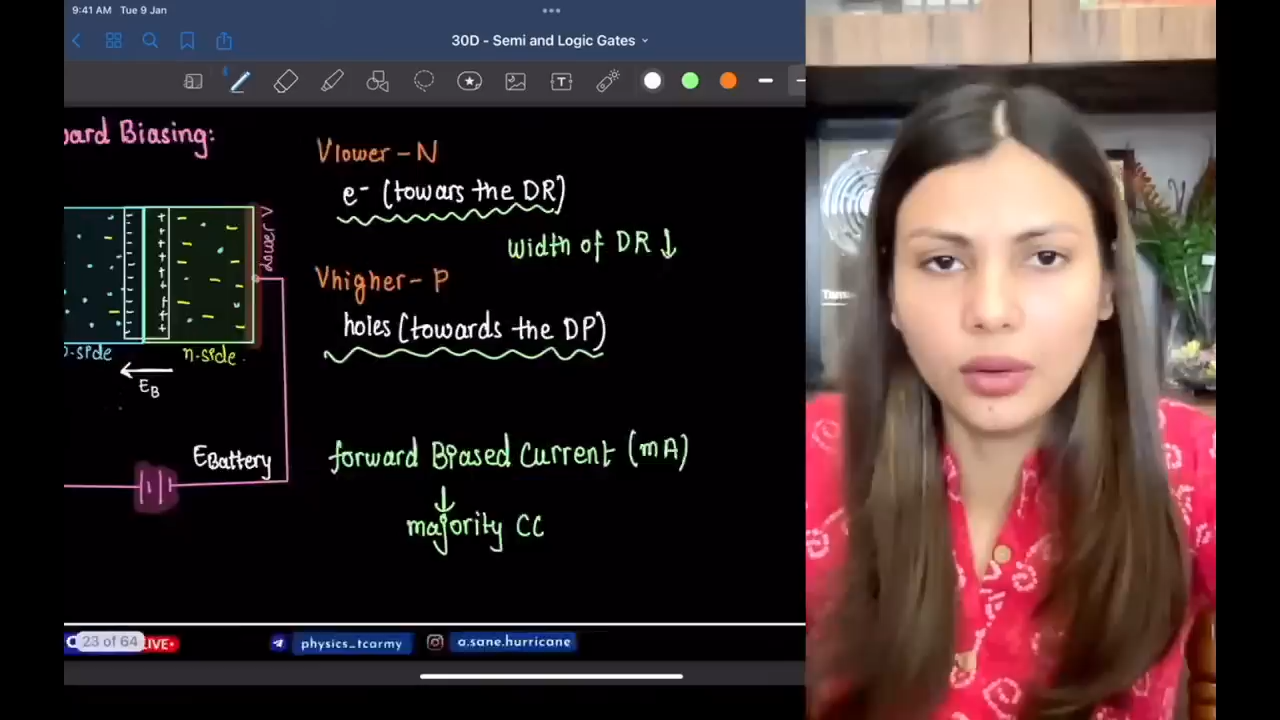 9:41 AM Tue 9 Jan
30D - Semi and Logic Gates
T
ward Biasing:
Vlower - N
e- (towars the DR)
width of DR ↓
Vhigher - P
holes (towards the DP)
Lower V
p-side
n-side.
EB
EBattery
forward Biased Current (mA)
↓
majority CC
23 of 64
LIVE
physics_tcarmy
a.sane.hurricane